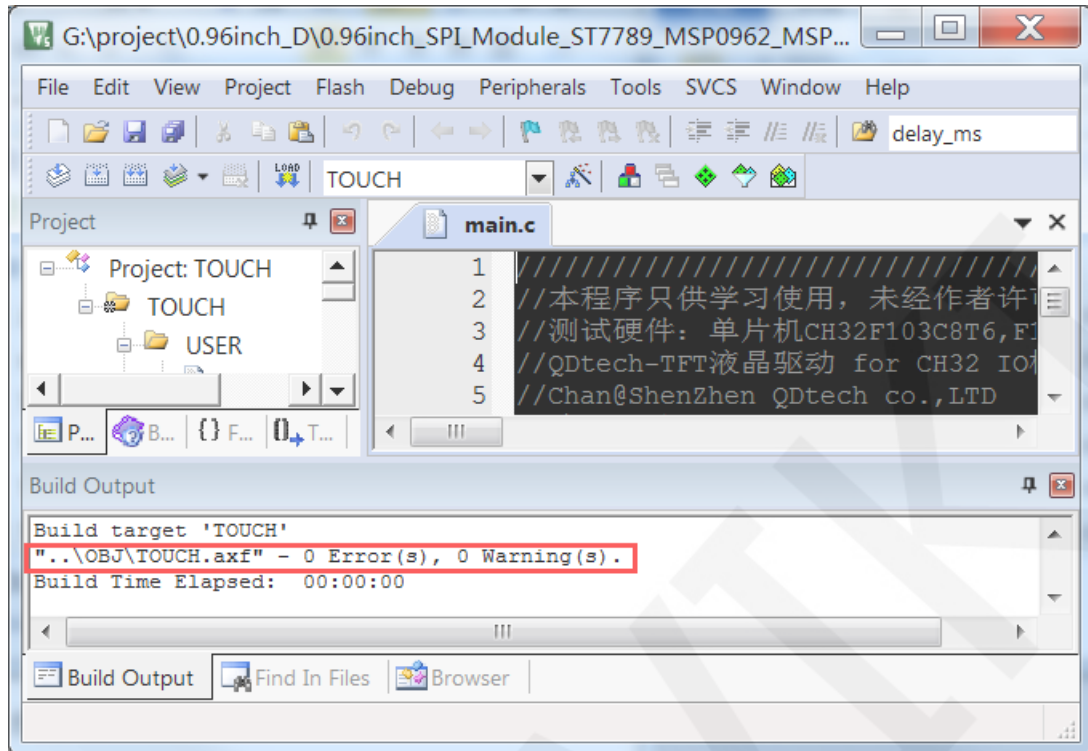 G:\project\0.96inch_D\0.96inch_SPI_Module_ST7789_MSP0962_MSP...
File Edit View Project Flash Debug Peripherals Tools SVCS Window Help
delay_ms
LOAD TOUCH
Project
main.c
Project: TOUCH
TOUCH
USER
1 ////////////////////////////////
2 //本程序只供学习使用，未经作者许
3 //测试硬件：单片机CH32F103C8T6,F1
4 //QDtech-TFT液晶驱动 for CH32 IO
5 //Chan@ShenZhen QDtech co.,LTD
P... B... {} F... 0→ T...
Build Output
Build target 'TOUCH'
"..\OBJ\TOUCH.axf" - 0 Error(s), 0 Warning(s).
Build Time Elapsed: 00:00:00
Build Output Find In Files Browser